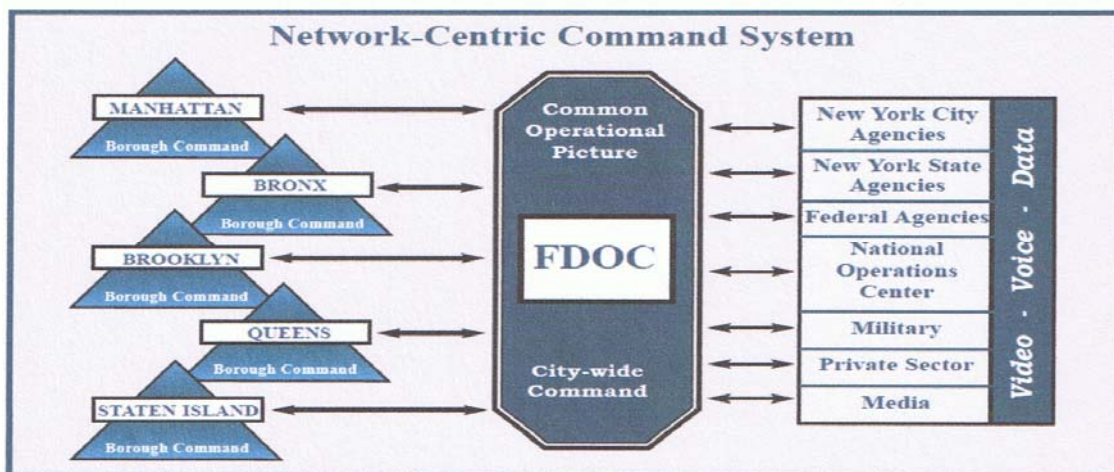 Network-Centric Command System
MANHATTAN
Borough Command
BRONX
Borough Command
BROOKLYN
Borough Command
QUEENS
Borough Command
STATEN ISLAND
Borough Command
Common
Operational
Picture
FDOC
City-wide
Command
New York City
Agencies
New York State
Agencies
Federal Agencies
National
Operations
Center
Military
Private Sector
Media
Video - Voice - Data